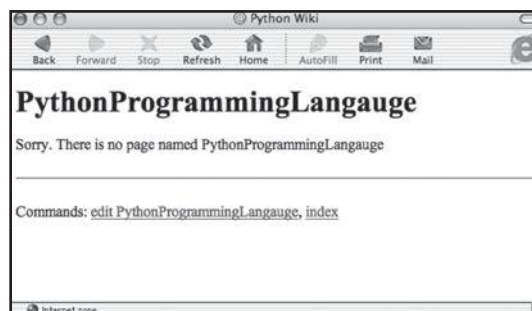 Python Wiki
Back Forward Stop Refresh Home AutoFill Print Mail
PythonProgrammingLangauge
Sorry. There is no page named PythonProgrammingLangauge
Commands: edit PythonProgrammingLangauge, index
Internet zone